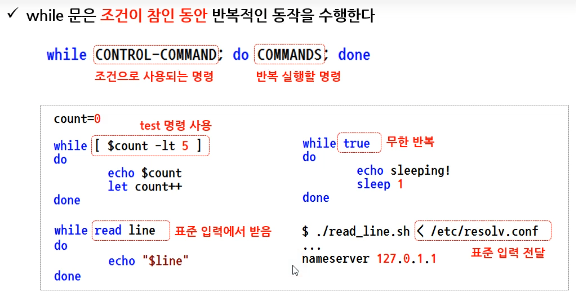 ✓ while 문은 조건이 참인 동안 반복적인 동작을 수행한다
while CONTROL-COMMAND; do COMMANDS; done
조건으로 사용되는 명령
반복 실행할 명령
count=0
test 명령 사용
while [ $count -lt 5 ]
do
echo $count
let count++
done
while true 무한 반복
do
echo sleeping!
sleep 1
done
while read line 표준 입력에서 받음
do
echo "$line"
done
$ ./read_line.sh < /etc/resolv.conf
...
표준 입력 전달
nameserver 127.0.1.1